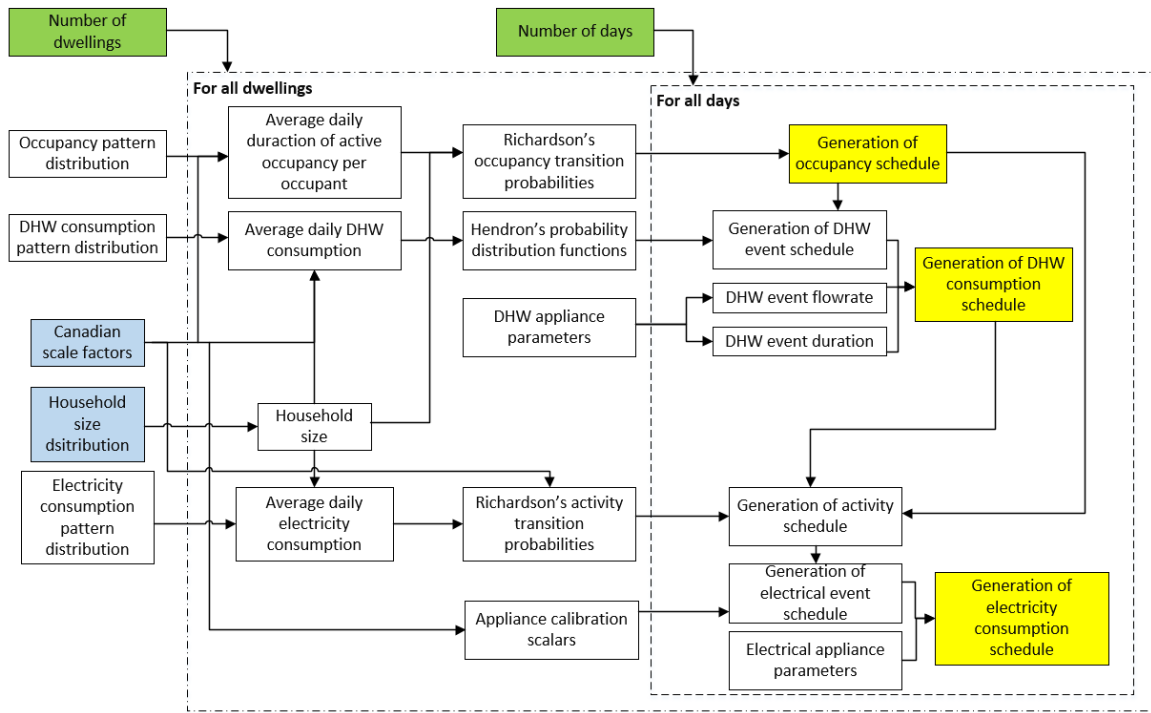 Number of
dwellings
Number of days
For all dwellings
For all days
Occupancy pattern
distribution
Average daily
duraction of active
occupancy per
occupant
Richardson's
occupancy transition
probabilities
Generation of
occupancy schedule
DHW consumption
pattern distribution
Average daily DHW
consumption
Hendron's probability
distribution functions
Generation of DHW
event schedule
Generation of DHW
consumption
schedule
DHW appliance
parameters
DHW event flowrate
DHW event duration
Canadian
scale factors
Household
size
dsitribution
Household
size
Electricity
consumption
pattern
distribution
Average daily
electricity
consumption
Richardson's activity
transition
probabilities
Generation of activity
schedule
Appliance calibration
scalars
Generation of
electrical event
schedule
Electrical appliance
parameters
Generation of
electricity
consumption
schedule